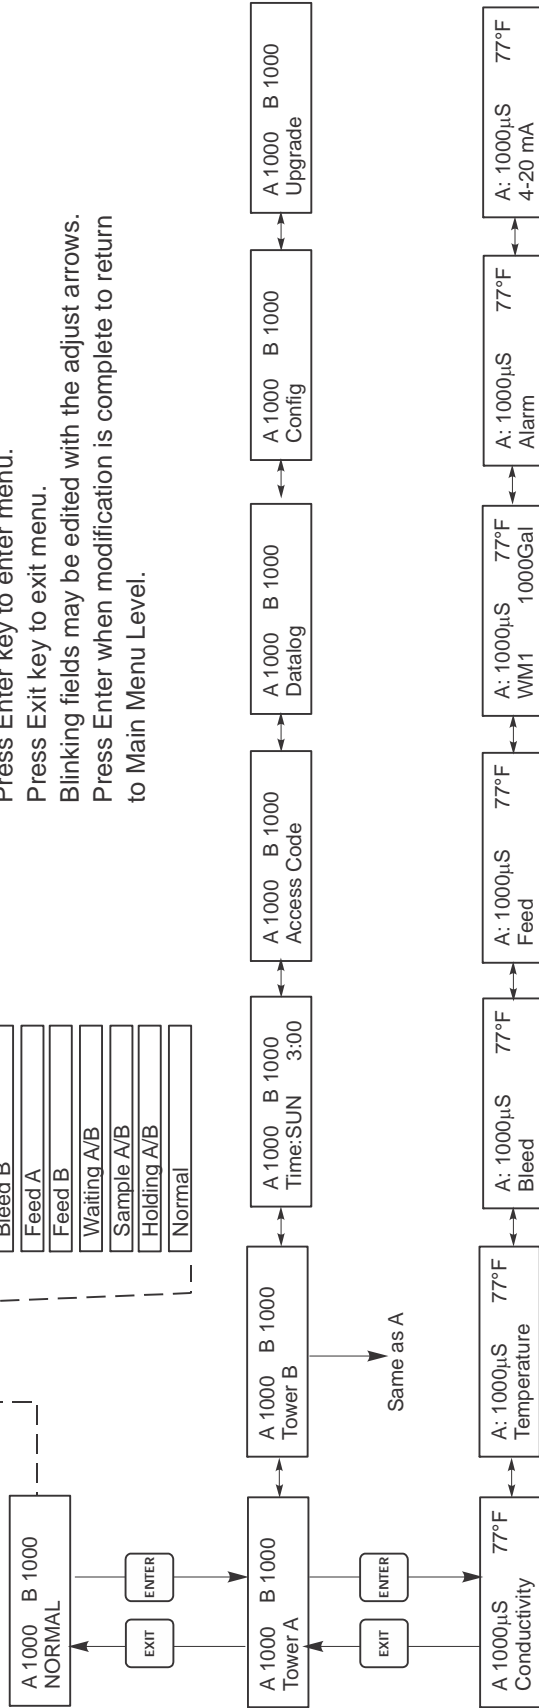 Press Enter key to enter menu.
Press Exit key to exit menu.
Blinking fields may be edited with the adjust arrows.
Press Enter when modification is complete to return
to Main Menu Level.
Bleed B
Feed A
Feed B
Waiting A/B
Sample A/B
Holding A/B
Normal
A 1000 B 1000
NORMAL
EXIT
ENTER
A 1000 B 1000
Tower A
A 1000 B 1000
Tower B
A 1000 B 1000
Time:SUN 3:00
A 1000 B 1000
Access Code
A 1000 B 1000
Datalog
A 1000 B 1000
Config
A 1000 B 1000
Upgrade
Same as A
EXIT
ENTER
A 1000µS 77°F
Conductivity
A: 1000µS 77°F
Temperature
A: 1000µS 77°F
Bleed
A: 1000µS 77°F
Feed
A: 1000µS 77°F
WM1 1000Gal
A: 1000µS 77°F
Alarm
A: 1000µS 77°F
4-20 mA